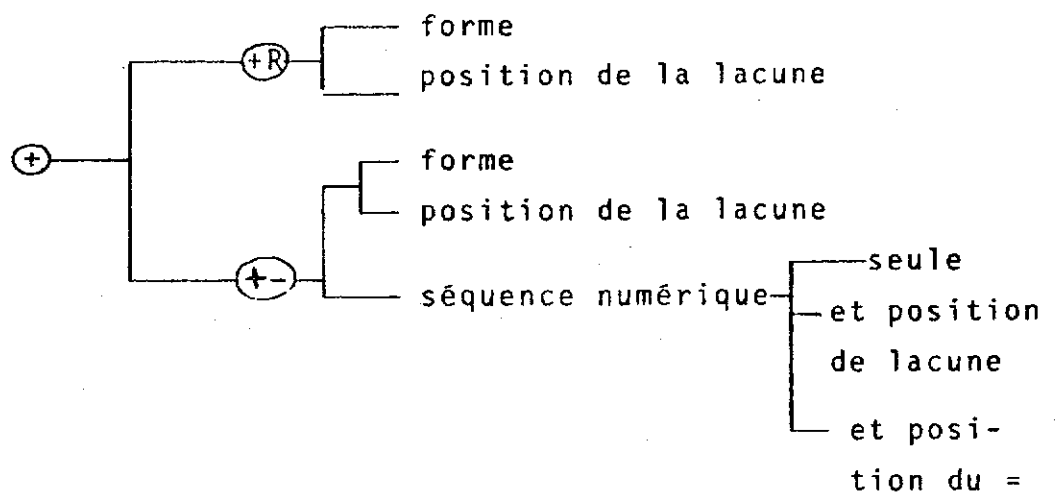 forme
+R
position de la lacune
+
forme
position de la lacune
+-
séquence numérique
seule
et position
de lacune
et posi-
tion du =